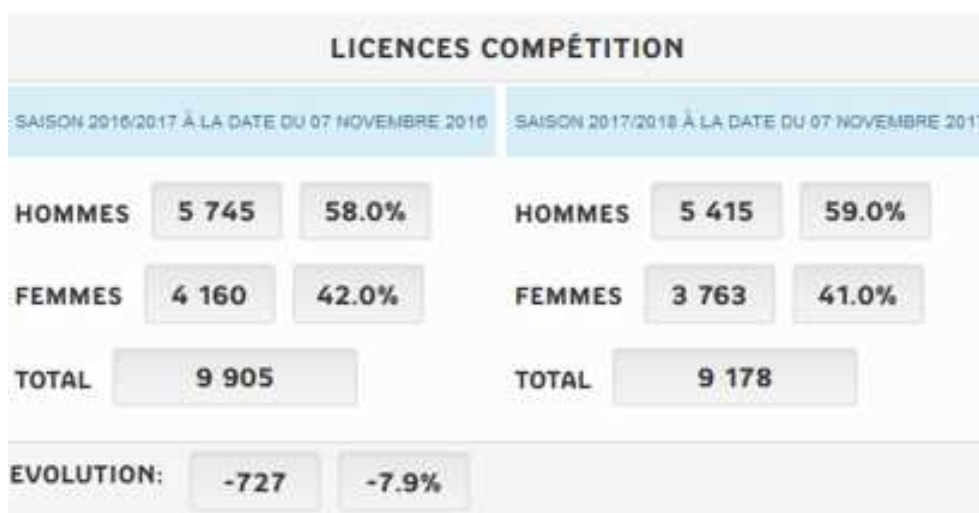 LICENCES COMPÉTITION
SAISON 2016/2017 À LA DATE DU 07 NOVEMBRE 2016 SAISON 2017/2018 À LA DATE DU 07 NOVEMBRE 2017
HOMMES 5 745 58.0% HOMMES 5 415 59.0%
FEMMES 4 160 42.0% FEMMES 3 763 41.0%
TOTAL 9 905 TOTAL 9 178
EVOLUTION: -727 -7.9%